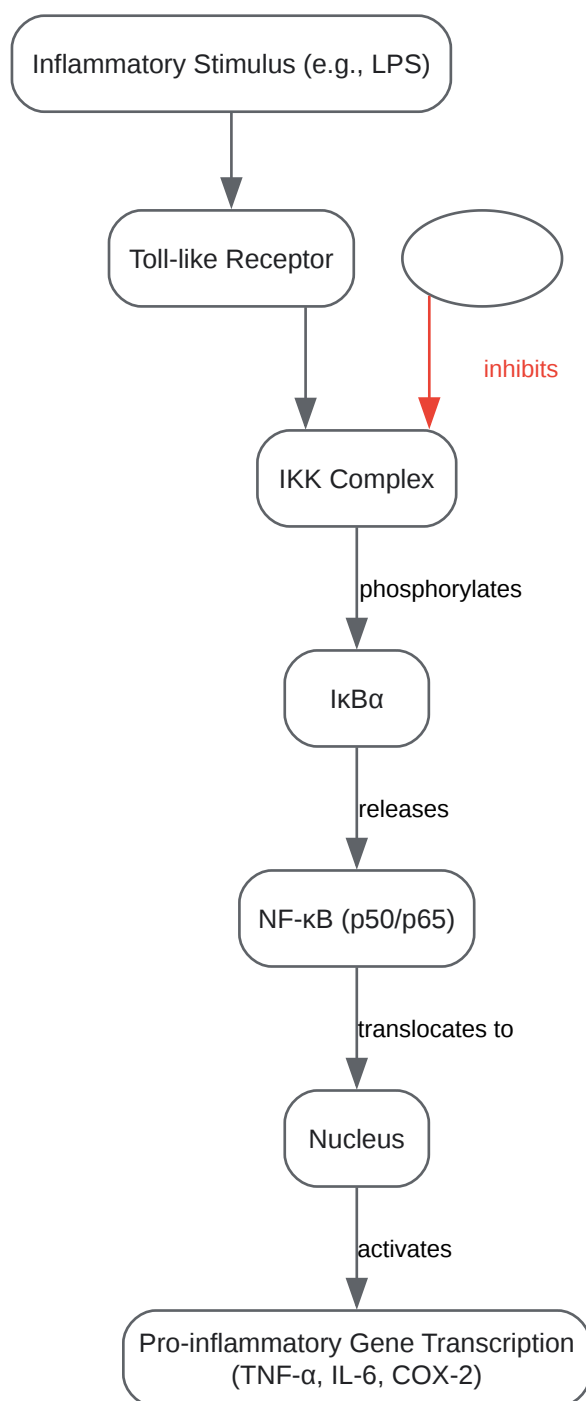 Inflammatory Stimulus (e.g., LPS)
Toll-like Receptor
inhibits
IKK Complex
phosphorylates
IκBα
releases
NF-κB (p50/p65)
translocates to
Nucleus
activates
Pro-inflammatory Gene Transcription
(TNF-α, IL-6, COX-2)